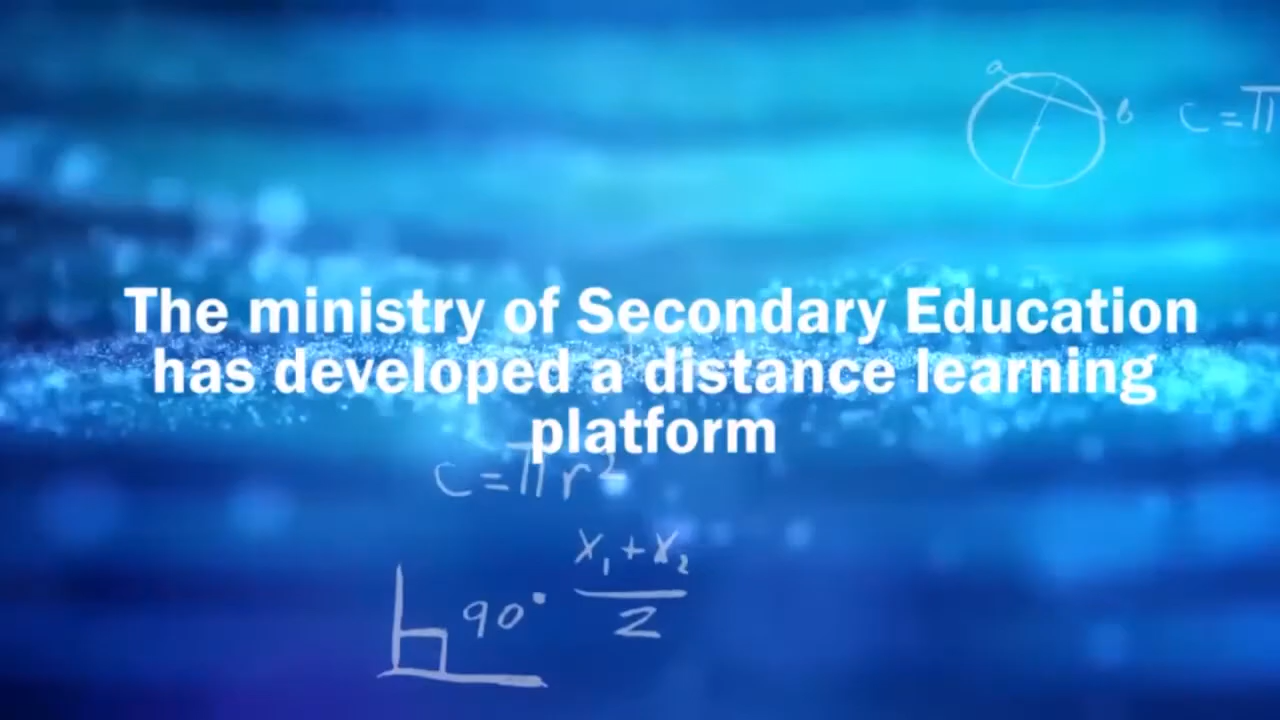 a
b
C=π
The ministry of Secondary Education
has developed a distance learning
platform
C=πr²
90°
X₁+X₂
2